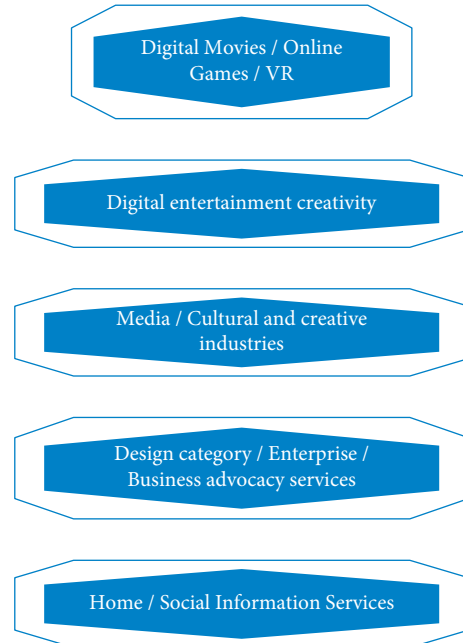 Digital Movies / Online
Games / VR
Digital entertainment creativity
Media / Cultural and creative
industries
Design category / Enterprise /
Business advocacy services
Home / Social Information Services